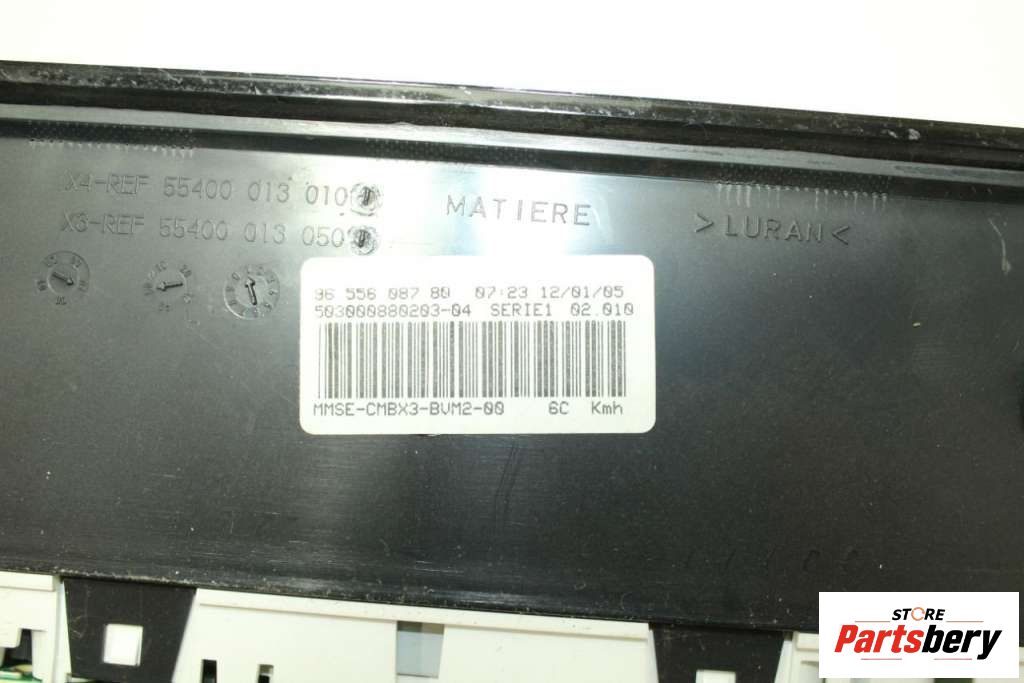 X4-REF 55400 013 010
X6-REF 55400 013 050
MATIERE
>LURAN<
96 556 087 80 07:23 12/01/05
503000880203-04 SERIE1 02.010
MMSE-CMBX3-BVM2-00 6C Kmh
STORE
Partsbery